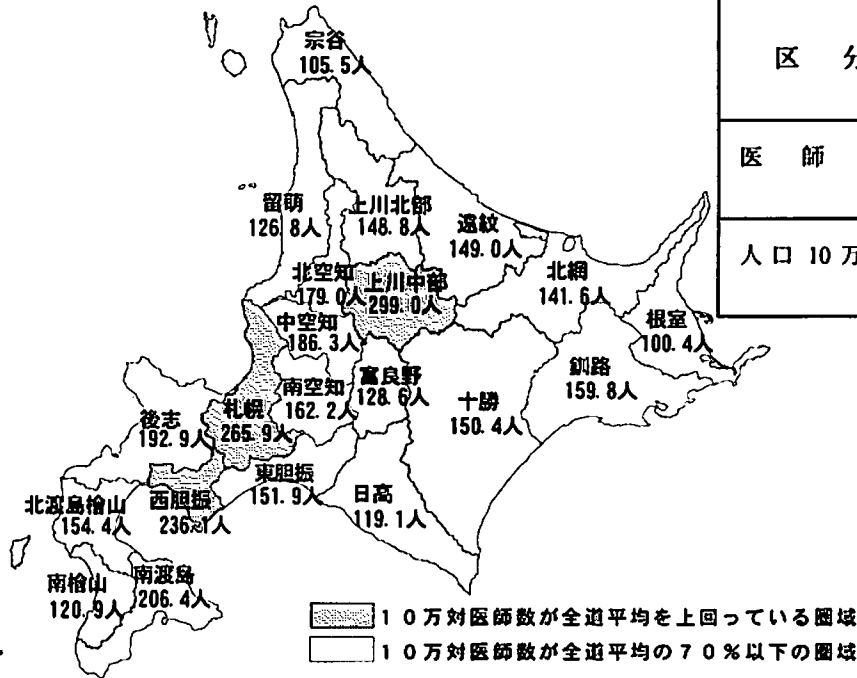 宗谷
105.5人
区 分
医 師
人口 10 万
留萌
126.8人
上川北部
148.8人
遠紋
149.0人
北網
141.6人
根室
100.4人
北空知
179.0人
上川中部
299.0人
中空知
186.3人
南空知
162.2人
富良野
128.6人
十勝
150.4人
釧路
159.8人
後志
192.9人
札幌
265.9人
東胆振
151.9人
日高
119.1人
北渡島檜山
154.4人
西胆振
236.1人
南檜山
120.9人
南渡島
206.4人
10万対医師数が全道平均を上回っている圏域
10万対医師数が全道平均の70%以下の圏域